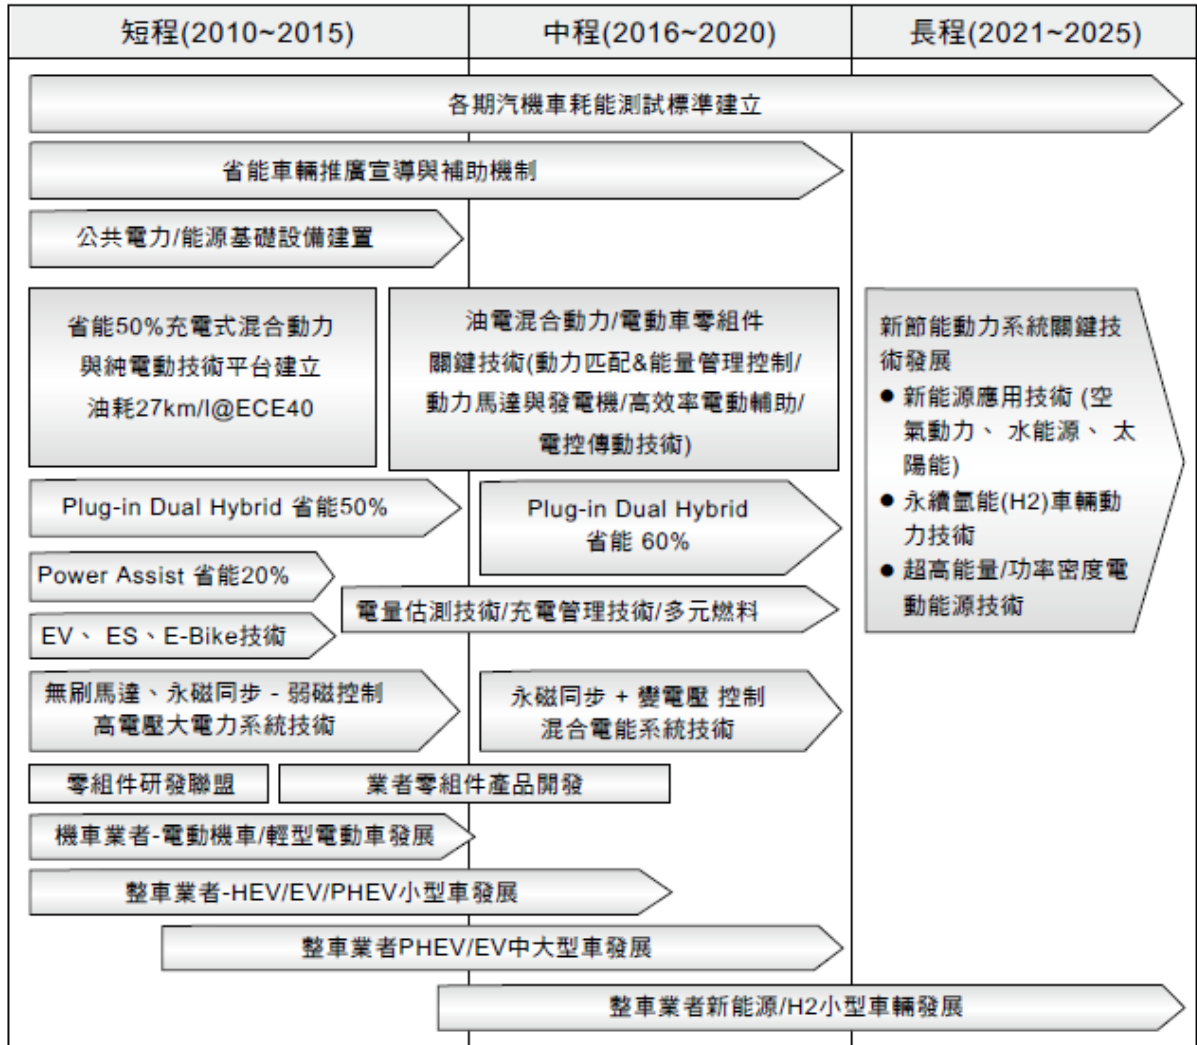 短程(2010~2015)
中程(2016~2020)
長程(2021~2025)
各期汽機車耗能測試標準建立
省能車輛推廣宣導與補助機制
公共電力/能源基礎設備建置
省能50%充電式混合動力
與純電動技術平台建立
油耗27km/l@ECE40
油電混合動力/電動車零組件
關鍵技術(動力匹配&能量管理控制/
動力馬達與發電機/高效率電動輔助/
電控傳動技術)
新節能動力系統關鍵技
術發展
● 新能源應用技術 (空
氣動力、 水能源、 太
陽能)
● 永續氫能(H2)車輛動
力技術
● 超高能量/功率密度電
動能源技術
Plug-in Dual Hybrid 省能50%
Plug-in Dual Hybrid
省能 60%
Power Assist 省能20%
電量估測技術/充電管理技術/多元燃料
EV、 ES、E-Bike技術
無刷馬達、永磁同步 - 弱磁控制
高電壓大電力系統技術
永磁同步 + 變電壓 控制
混合電能系統技術
零組件研發聯盟
業者零組件產品開發
機車業者-電動機車/輕型電動車發展
整車業者-HEV/EV/PHEV小型車發展
整車業者PHEV/EV中大型車發展
整車業者新能源/H2小型車輛發展